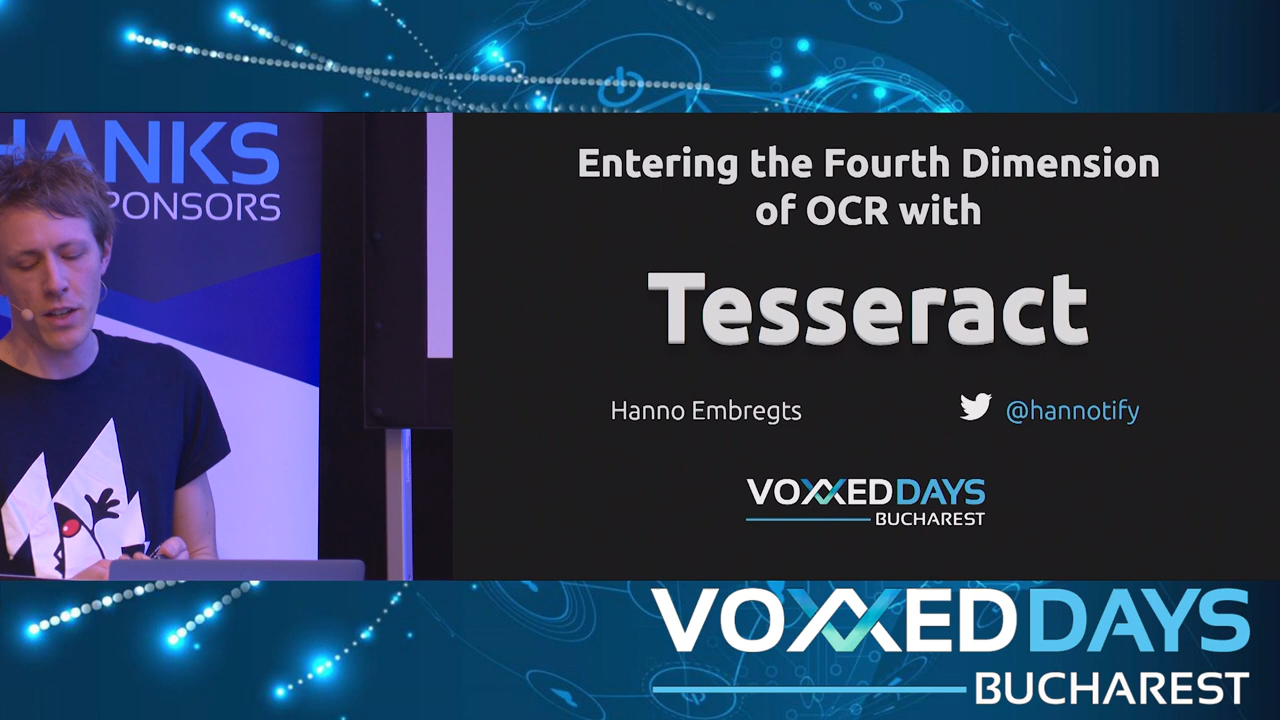 HANKS
PONSORS
Entering the Fourth Dimension
of OCR with
Tesseract
Hanno Embregts
@hannotify
VOXXED DAYS
BUCHAREST
VOXXED DAYS
BUCHAREST